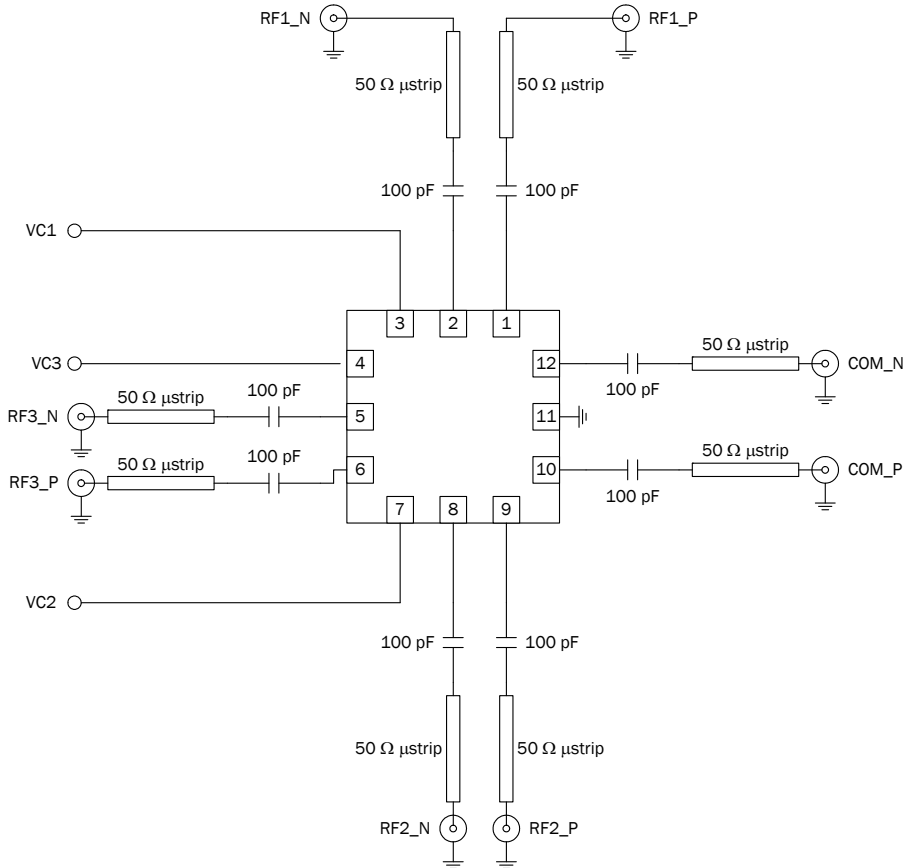 RF1_N
RF1_P
50 Ω μstrip
50 Ω μstrip
100 pF
100 pF
VC1
3
2
1
VC3
4
12
50 Ω μstrip
COM_N
100 pF
RF3_N
50 Ω μstrip
100 pF
5
11
RF3_P
50 Ω μstrip
100 pF
6
10
50 Ω μstrip
COM_P
100 pF
7
8
9
VC2
100 pF
100 pF
50 Ω μstrip
50 Ω μstrip
RF2_N
RF2_P